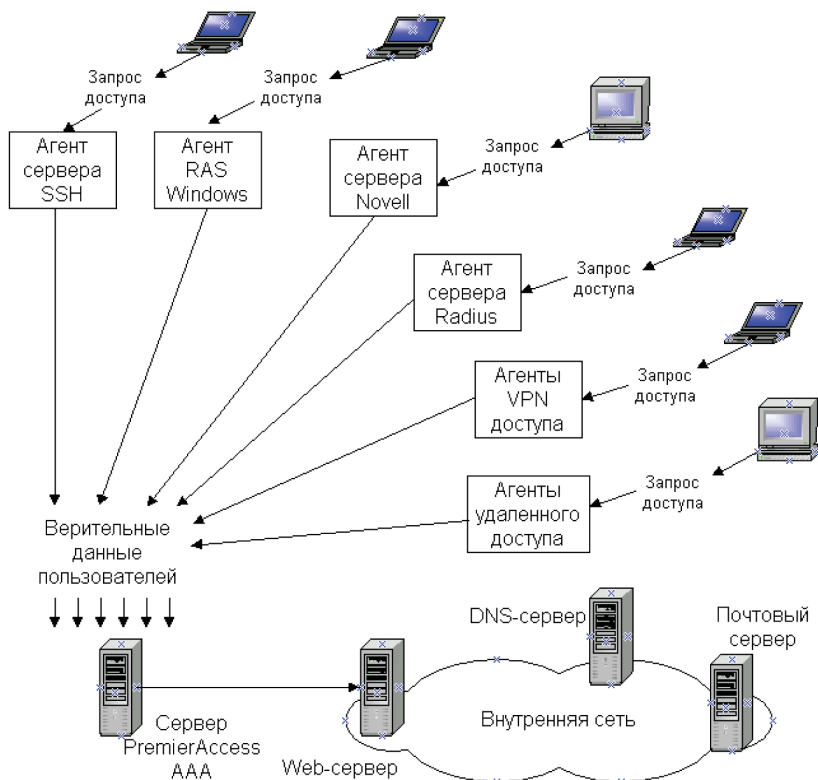 Запрос
доступа
Запрос
доступа
Агент
сервера
SSH
Агент
RAS
Windows
Агент
сервера
Novell
Запрос
доступа
Агент
сервера
Radius
Запрос
доступа
Агенты
VPN
доступа
Запрос
доступа
Агенты
удаленного
доступа
Запрос
доступа
Верительные
данные
пользователей
DNS-сервер
Почтовый
сервер
Внутренняя сеть
Сервер
PremierAccess
AAA
Web-сервер